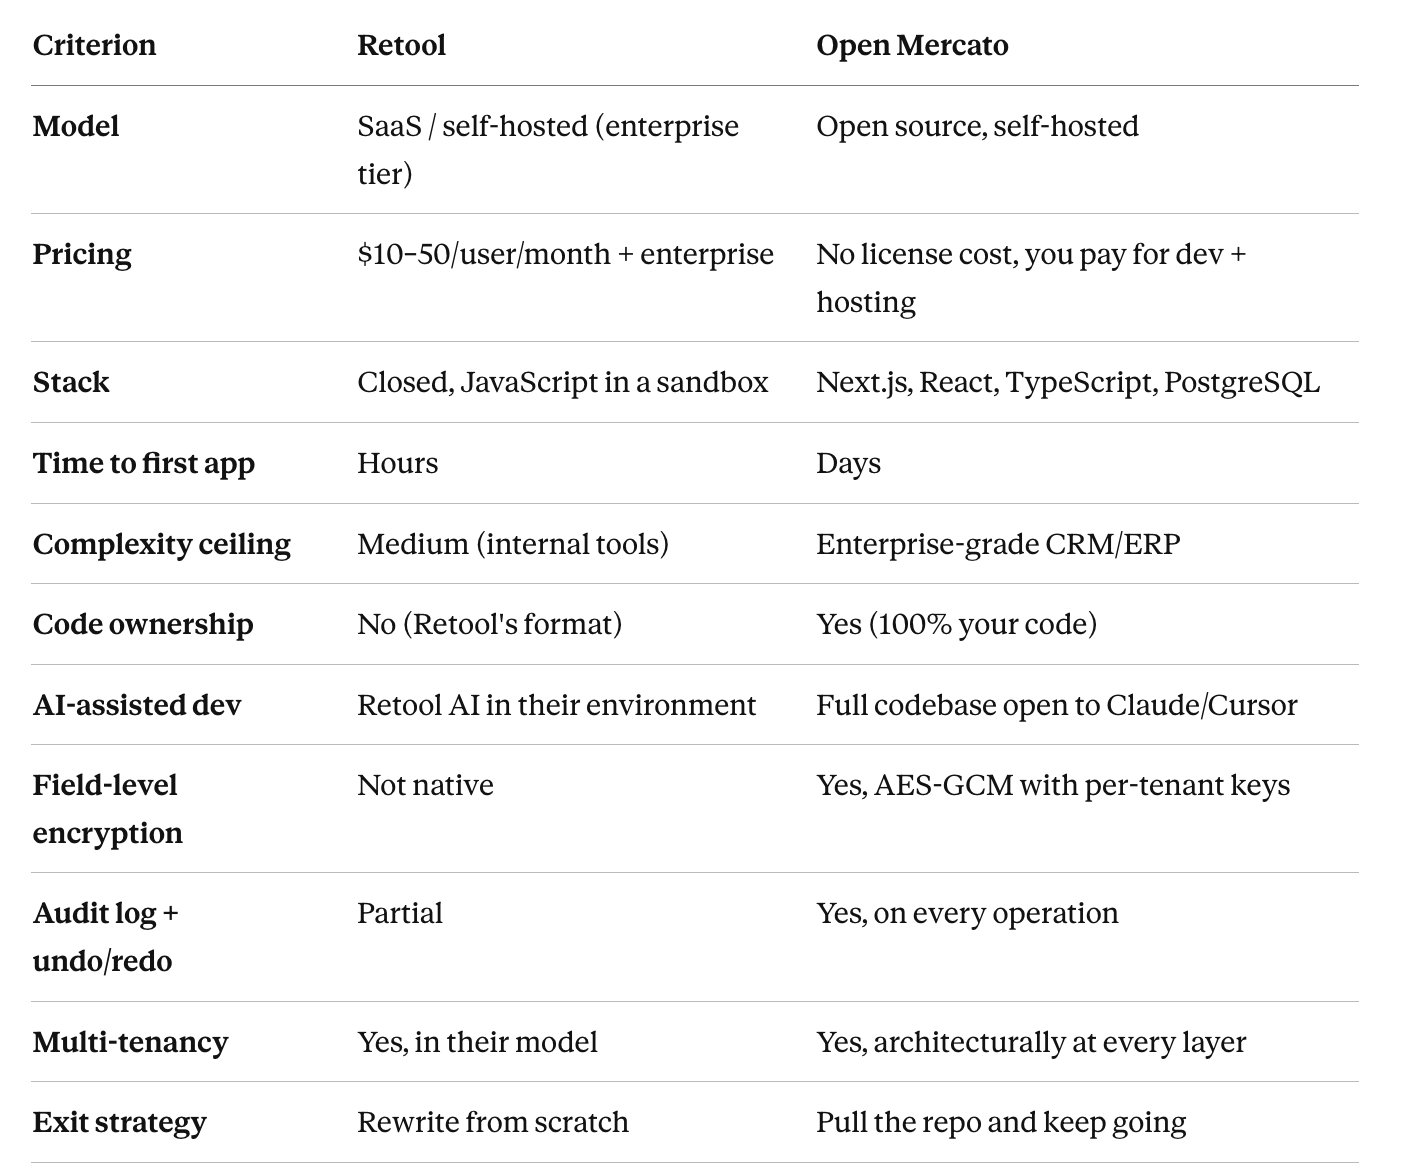 Criterion Retool Open Mercato
Model SaaS / self-hosted (enterprise Open source, self-hosted
tier)
Pricing $10–50/user/month + enterprise No license cost, you pay for dev +
hosting
Stack Closed, JavaScript in a sandbox Next.js, React, TypeScript, PostgreSQL
Time to first app Hours Days
Complexity ceiling Medium (internal tools) Enterprise-grade CRM/ERP
Code ownership No (Retool's format) Yes (100% your code)
AI-assisted dev Retool AI in their environment Full codebase open to Claude/Cursor
Field-level Not native Yes, AES-GCM with per-tenant keys
encryption
Audit log + Partial Yes, on every operation
undo/redo
Multi-tenancy Yes, in their model Yes, architecturally at every layer
Exit strategy Rewrite from scratch Pull the repo and keep going